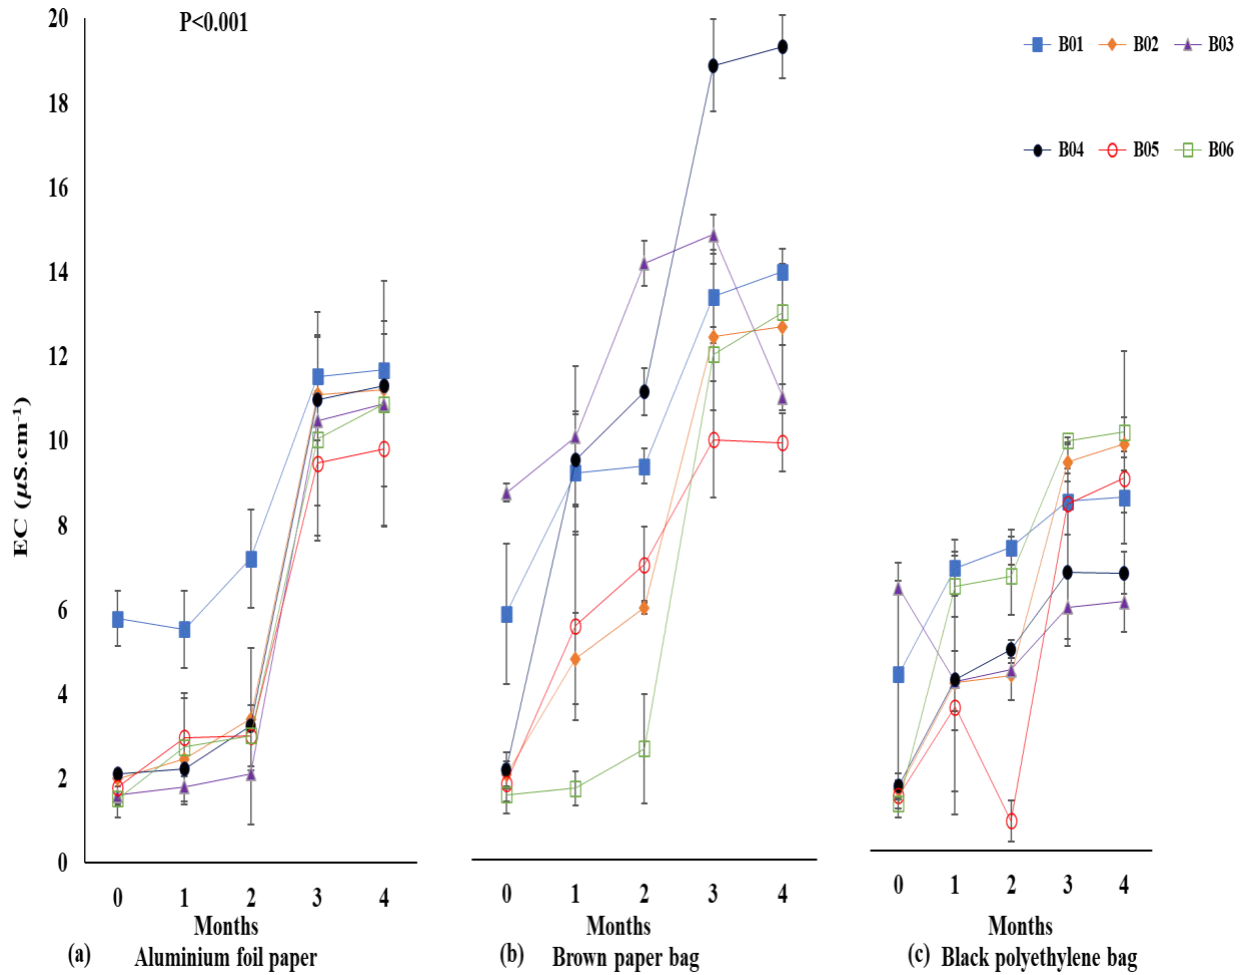 P<0.001
B01 B02 B03
B04 B05 B06
EC (µS.cm⁻¹)
20
18
16
14
12
10
8
6
4
2
0
0 1 2 3 4
Months
(a) Aluminium foil paper
0 1 2 3 4
Months
(b) Brown paper bag
0 1 2 3 4
Months
(c) Black polyethylene bag